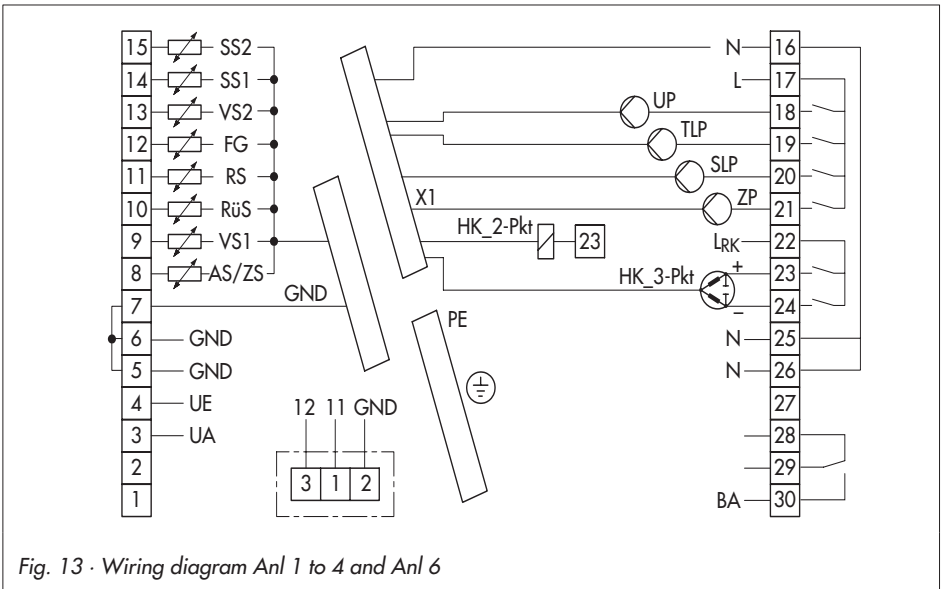 15 SS2 N 16
14 SS1 L 17
13 VS2 UP 18
12 FG TLP 19
11 RS SLP 20
10 RüS X1 ZP 21
9 VS1 HK_2-Pkt 23 LRK 22
8 AS/ZS HK_3-Pkt + 23
7 GND − 24
6 GND PE N 25
5 GND N 26
4 UE 27
3 UA 12 11 GND 28
2 3 1 2 29
1 BA 30
Fig. 13 · Wiring diagram Anl 1 to 4 and Anl 6